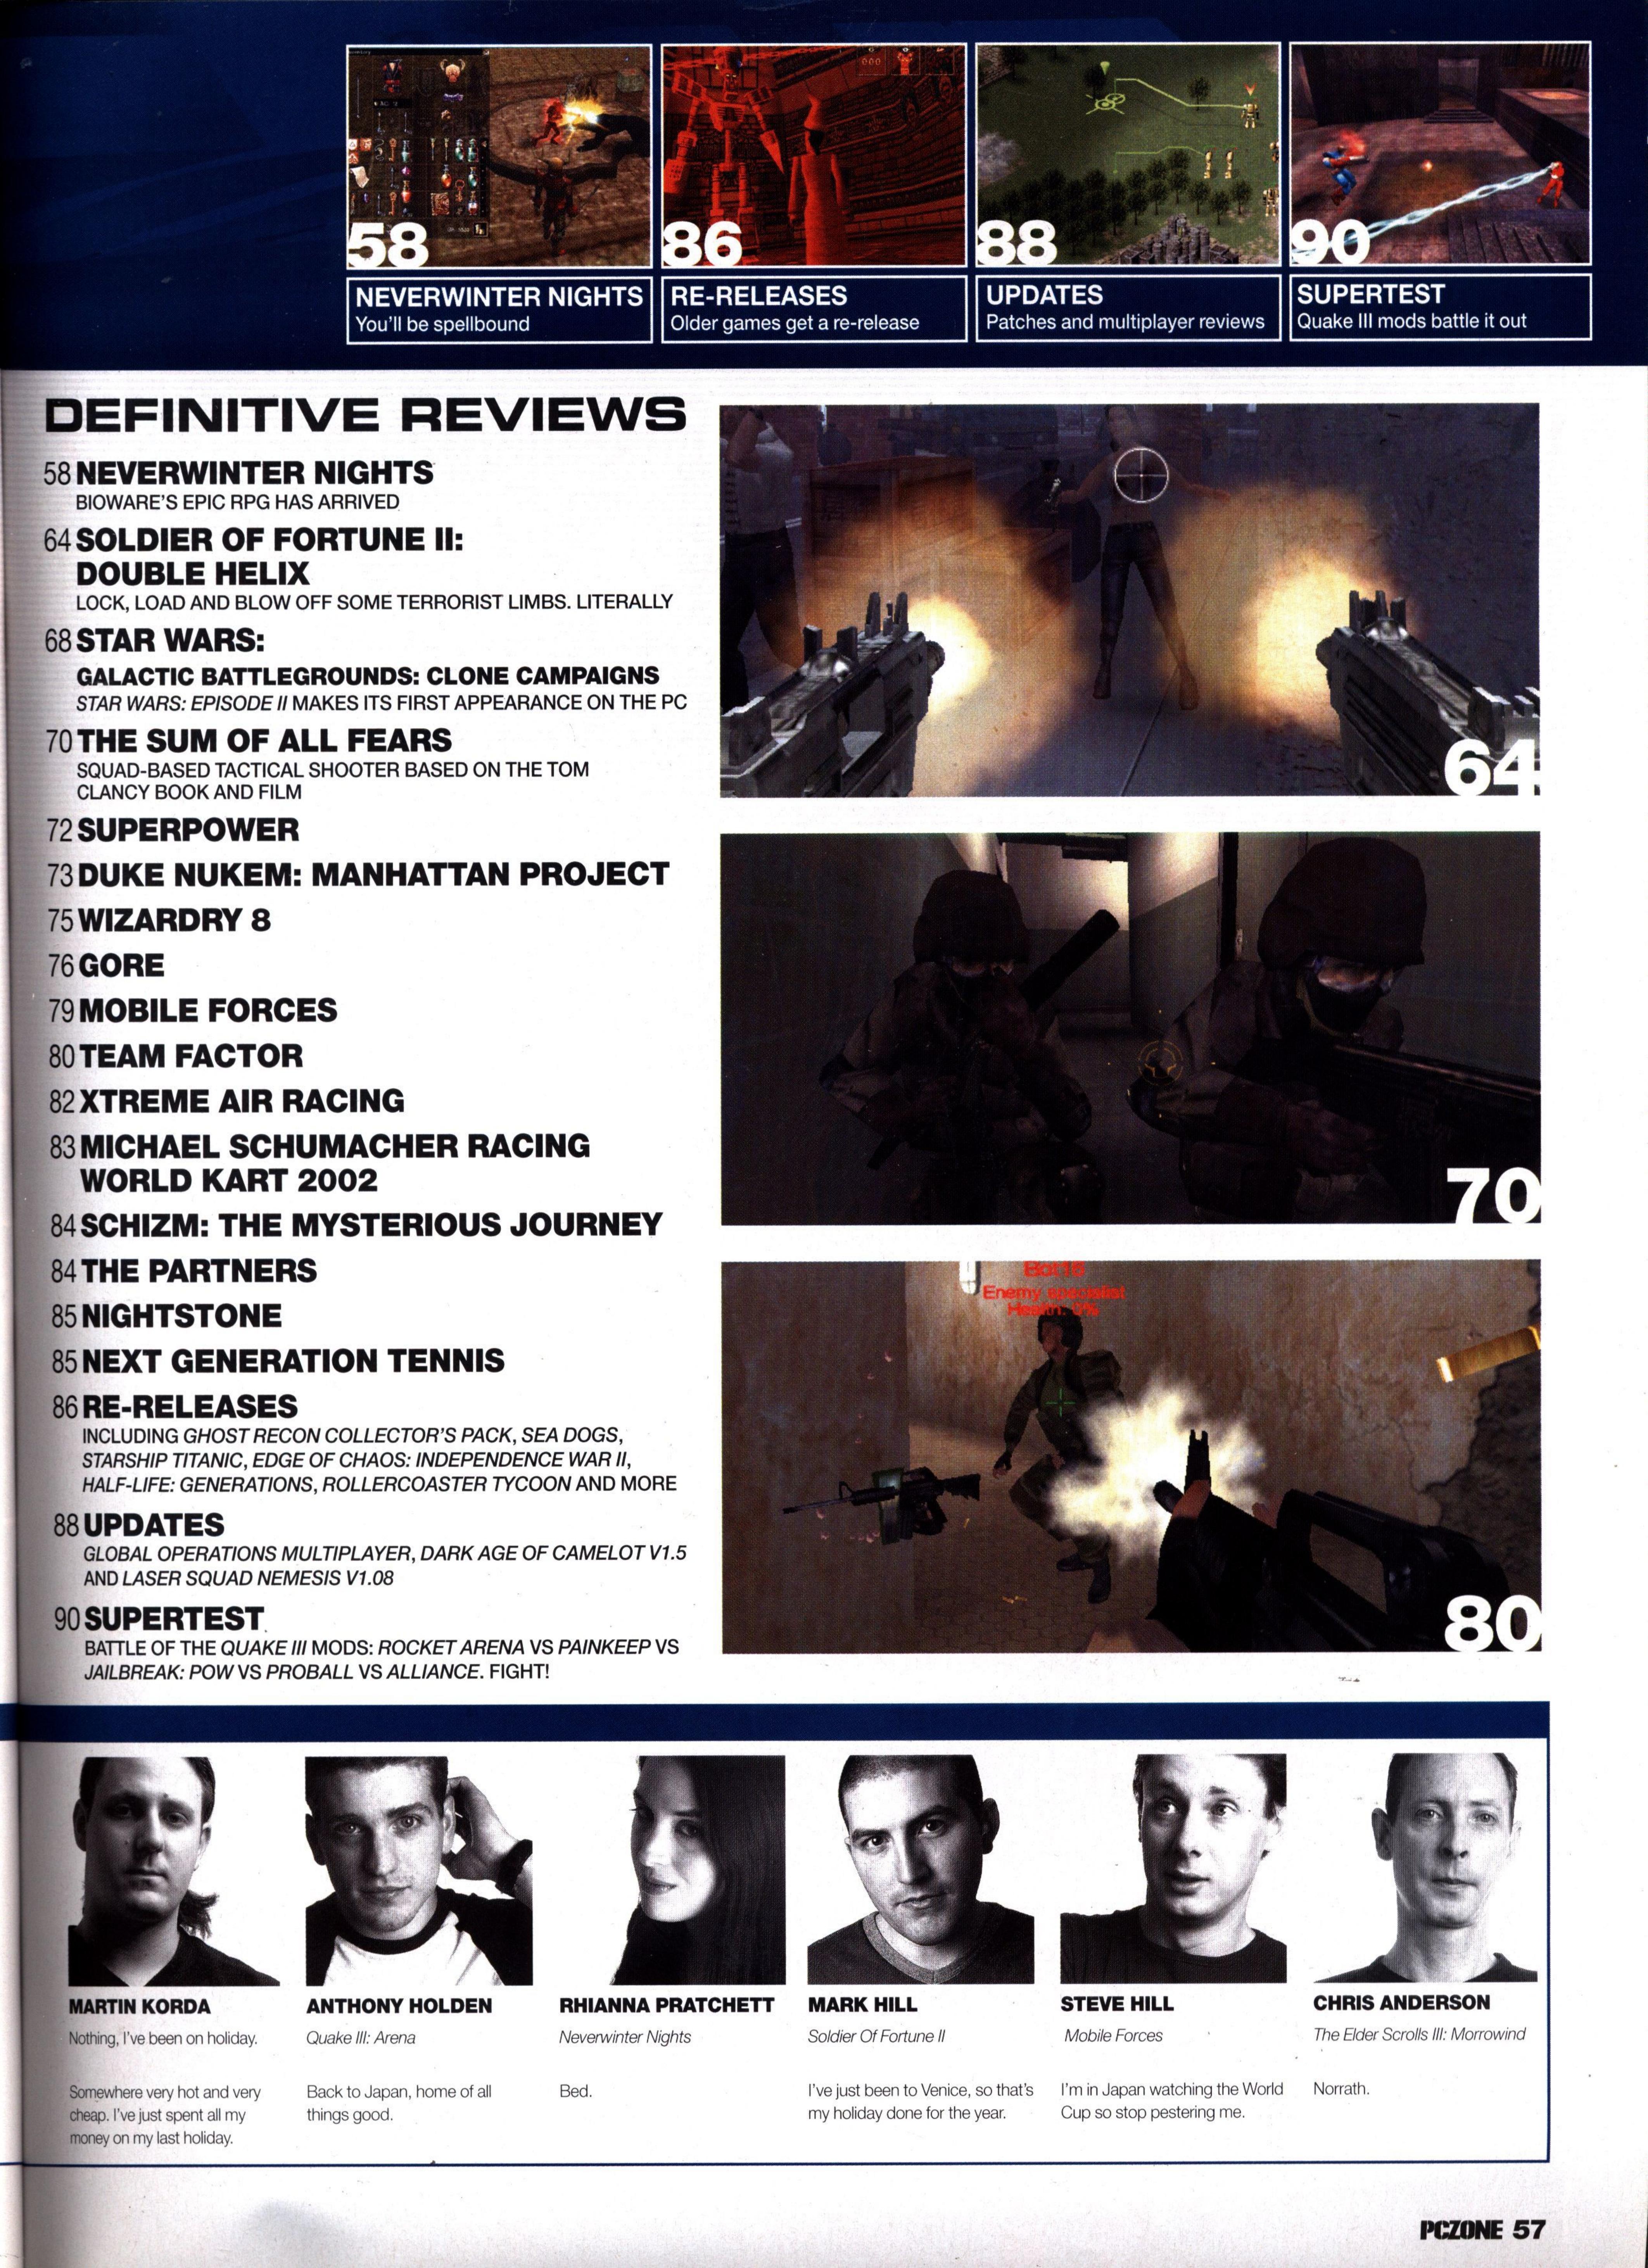 58
86
88
90
NEVERWINTER NIGHTS
You'll be spellbound
RE-RELEASES
Older games get a re-release
UPDATES
Patches and multiplayer reviews
SUPERTEST
Quake III mods battle it out
DEFINITIVE REVIEWS
58 NEVERWINTER NIGHTS
BIOWARE'S EPIC RPG HAS ARRIVED
64 SOLDIER OF FORTUNE II:
DOUBLE HELIX
LOCK, LOAD AND BLOW OFF SOME TERRORIST LIMBS. LITERALLY
68 STAR WARS:
GALACTIC BATTLEGROUNDS: CLONE CAMPAIGNS
STAR WARS: EPISODE II MAKES ITS FIRST APPEARANCE ON THE PC
70 THE SUM OF ALL FEARS
SQUAD-BASED TACTICAL SHOOTER BASED ON THE TOM
CLANCY BOOK AND FILM
72 SUPERPOWER
73 DUKE NUKEM: MANHATTAN PROJECT
75 WIZARDRY 8
76 GORE
79 MOBILE FORCES
80 TEAM FACTOR
82 XTREME AIR RACING
83 MICHAEL SCHUMACHER RACING
WORLD KART 2002
84 SCHIZM: THE MYSTERIOUS JOURNEY
84 THE PARTNERS
85 NIGHTSTONE
85 NEXT GENERATION TENNIS
86 RE-RELEASES
INCLUDING GHOST RECON COLLECTOR'S PACK, SEA DOGS,
STARSHIP TITANIC, EDGE OF CHAOS: INDEPENDENCE WAR II,
HALF-LIFE: GENERATIONS, ROLLERCOASTER TYCOON AND MORE
88 UPDATES
GLOBAL OPERATIONS MULTIPLAYER, DARK AGE OF CAMELOT V1.5
AND LASER SQUAD NEMESIS V1.08
90 SUPERTEST
BATTLE OF THE QUAKE III MODS: ROCKET ARENA VS PAINKEEP VS
JAILBREAK: POW VS PROBALL VS ALLIANCE. FIGHT!
64
70
Bot16
Enemy specialist
Health: 0%
80
MARTIN KORDA
Nothing, I've been on holiday.
Somewhere very hot and very
cheap. I've just spent all my
money on my last holiday.
ANTHONY HOLDEN
Quake III: Arena
Back to Japan, home of all
things good.
RHIANNA PRATCHETT
Neverwinter Nights
Bed.
MARK HILL
Soldier Of Fortune II
I've just been to Venice, so that's
my holiday done for the year.
STEVE HILL
Mobile Forces
I'm in Japan watching the World
Cup so stop pestering me.
CHRIS ANDERSON
The Elder Scrolls III: Morrowind
Norrath.
PCZONE 57